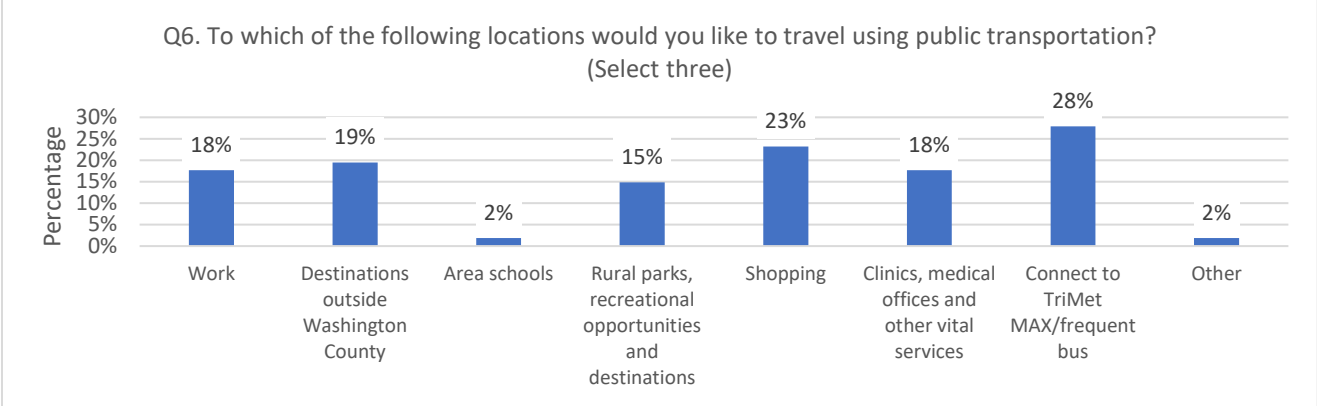 Q6. To which of the following locations would you like to travel using public transportation?
(Select three)
Percentage
30%
25%
20%
15%
10%
5%
0%
18%
19%
2%
15%
23%
18%
28%
2%
Work
Destinations
outside
Washington
County
Area schools
Rural parks,
recreational
opportunities
and
destinations
Shopping
Clinics, medical
offices and
other vital
services
Connect to
TriMet
MAX/frequent
bus
Other